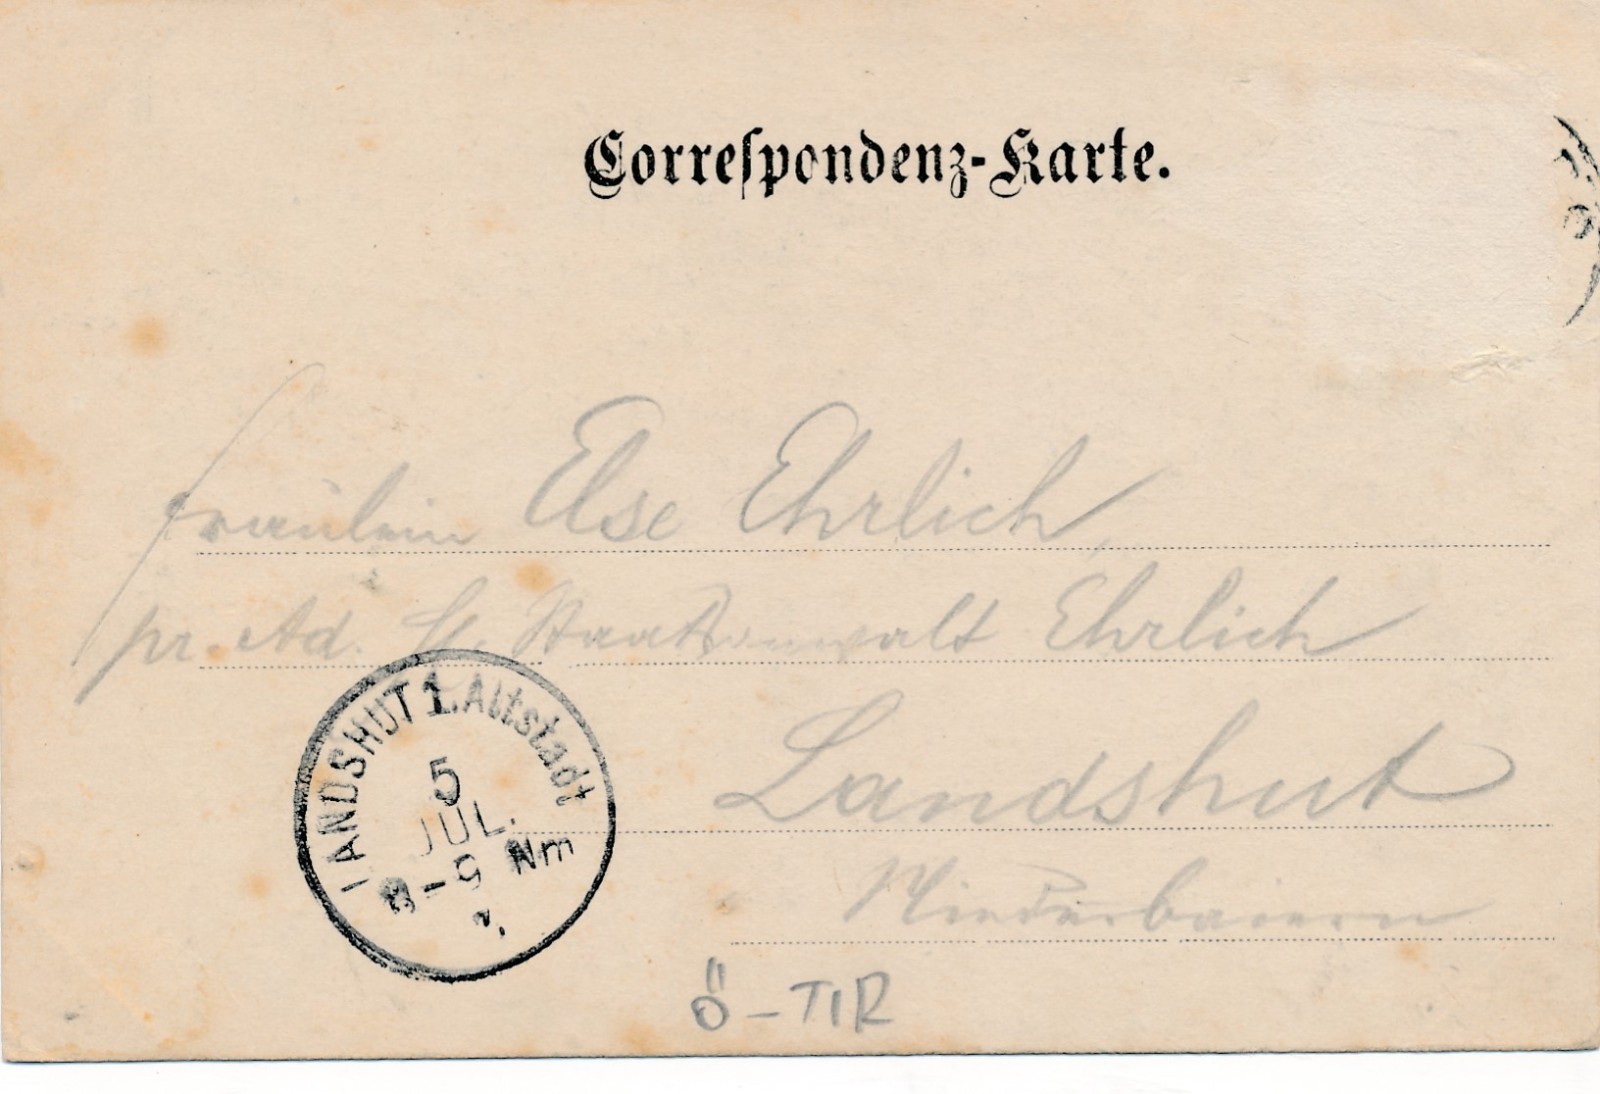 Correspondenz-Karte.
Fräulein Else Ehrlich,
pr. Ad. H. Staatsanwalt Ehrlich
Landshut
Niederbaiern
LANDSHUT 1. Altstadt
5
JUL.
8-9 Nm
Ö-TIR